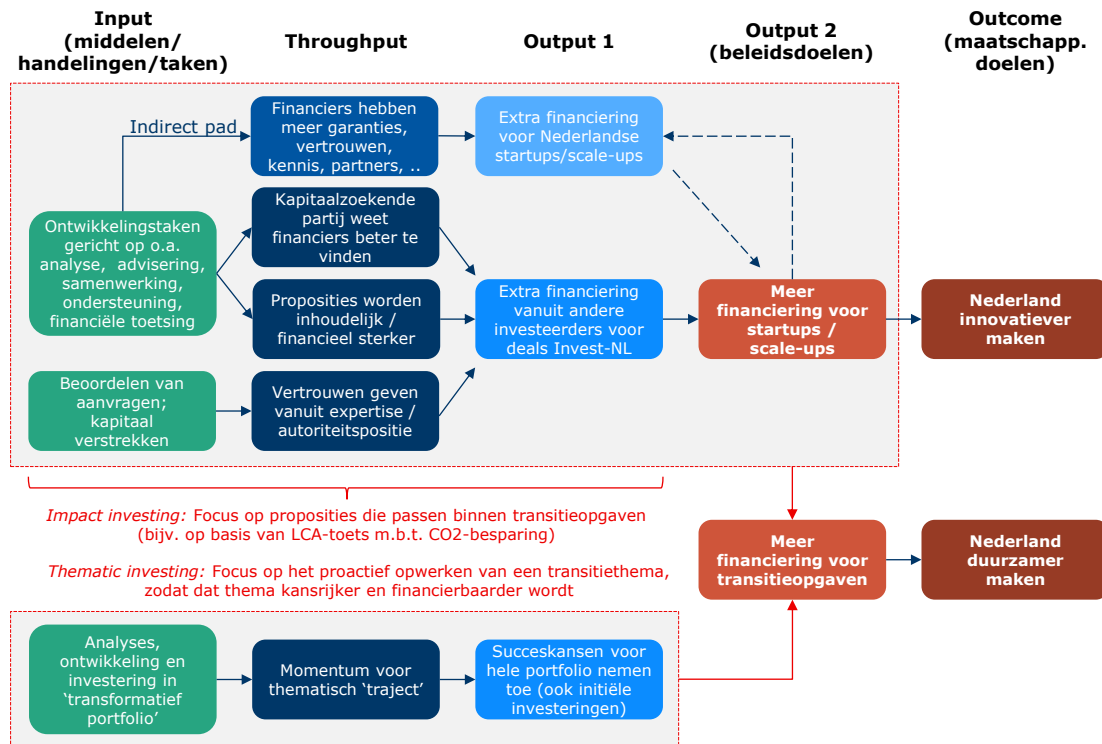 Input
(middelen/
handelingen/taken)
Throughput
Output 1
Output 2
(beleidsdoelen)
Outcome
(maatschapp.
doelen)
Indirect pad
Financiers hebben
meer garanties,
vertrouwen,
kennis, partners, ..
Extra financiering
voor Nederlandse
startups/scale-ups
Ontwikkelingstaken
gericht op o.a.
analyse, advisering,
samenwerking,
ondersteuning,
financiële toetsing
Kapitaalzoekende
partij weet
financiers beter te
vinden
Proposities worden
inhoudelijk /
financieel sterker
Extra financiering
vanuit andere
investeerders voor
deals Invest-NL
Meer
financiering voor
startups /
scale-ups
Nederland
innovatiever
maken
Beoordelen van
aanvragen;
kapitaal
verstrekken
Vertrouwen geven
vanuit expertise /
autoriteitspositie
Impact investing: Focus op proposities die passen binnen transitieopgaven
(bijv. op basis van LCA-toets m.b.t. CO2-besparing)
Thematic investing: Focus op het proactief opwerken van een transitiethema,
zodat dat thema kansrijker en financierbaarder wordt
Meer
financiering voor
transitieopgaven
Nederland
duurzamer
maken
Analyses,
ontwikkeling en
investering in
‘transformatief
portfolio’
Momentum voor
thematisch ‘traject’
Succeskansen voor
hele portfolio nemen
toe (ook initiële
investeringen)